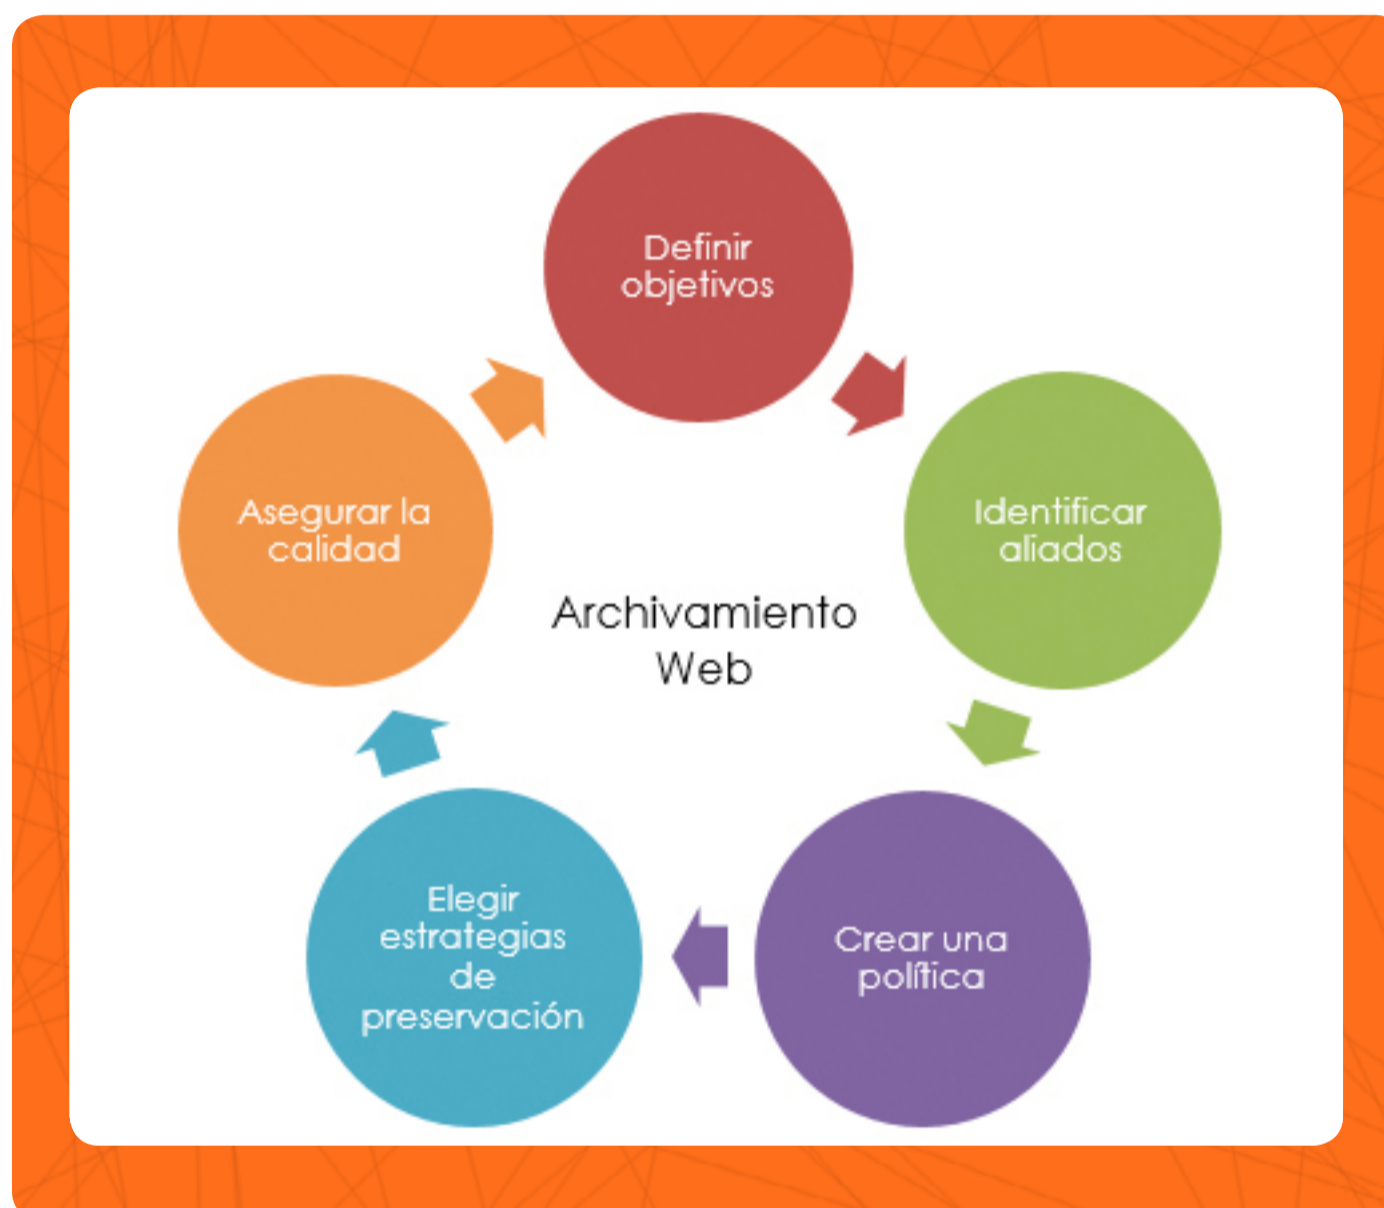 Definir
objetivos
Identificar
aliados
Crear una
política
Elegir
estrategias
de
preservación
Asegurar la
calidad
Archivamiento
Web